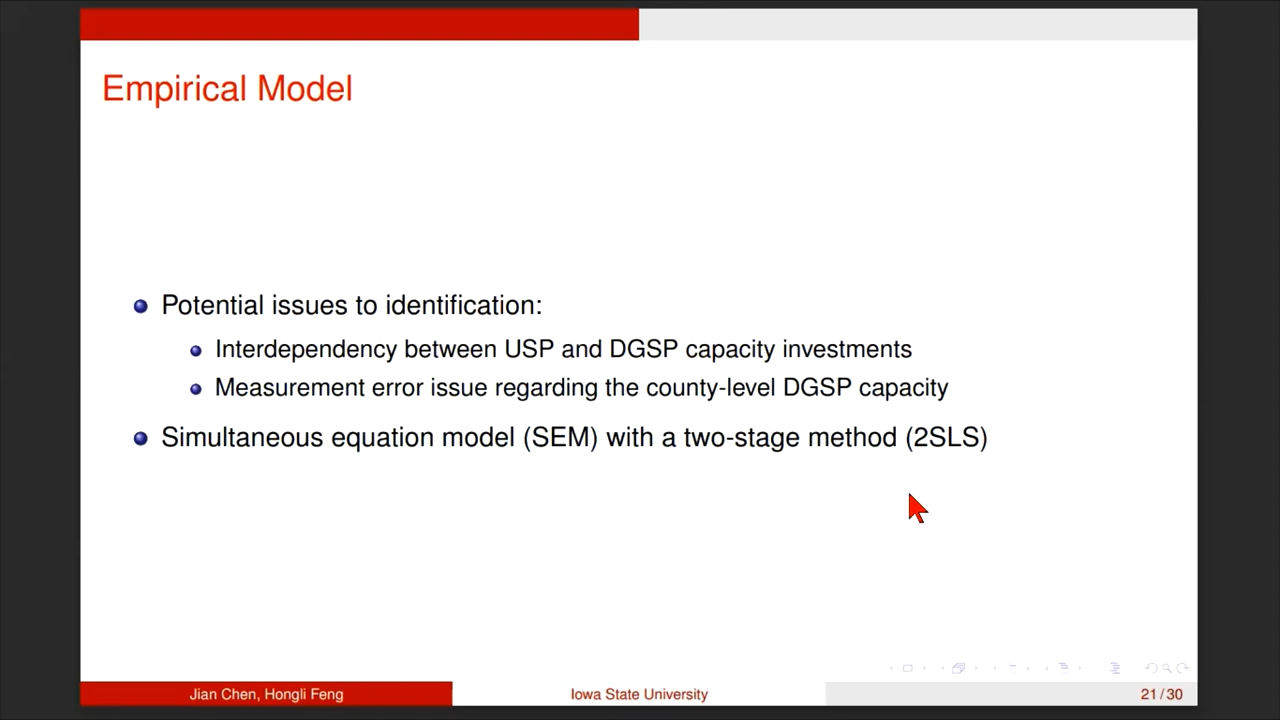 Empirical Model
Potential issues to identification:
Interdependency between USP and DGSP capacity investments
Measurement error issue regarding the county-level DGSP capacity
Simultaneous equation model (SEM) with a two-stage method (2SLS)
Jian Chen, Hongli Feng
Iowa State University
21 / 30